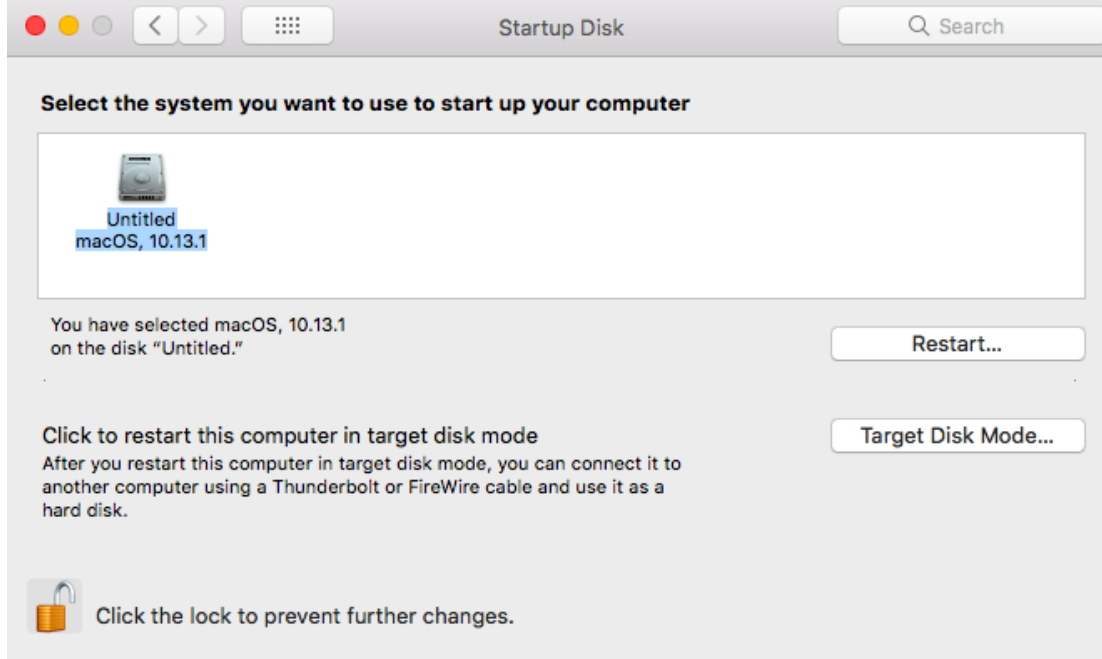 Startup Disk
Search
Select the system you want to use to start up your computer
Untitled
macOS, 10.13.1
You have selected macOS, 10.13.1
on the disk “Untitled.”
Restart...
Click to restart this computer in target disk mode
Target Disk Mode...
After you restart this computer in target disk mode, you can connect it to
another computer using a Thunderbolt or FireWire cable and use it as a
hard disk.
Click the lock to prevent further changes.